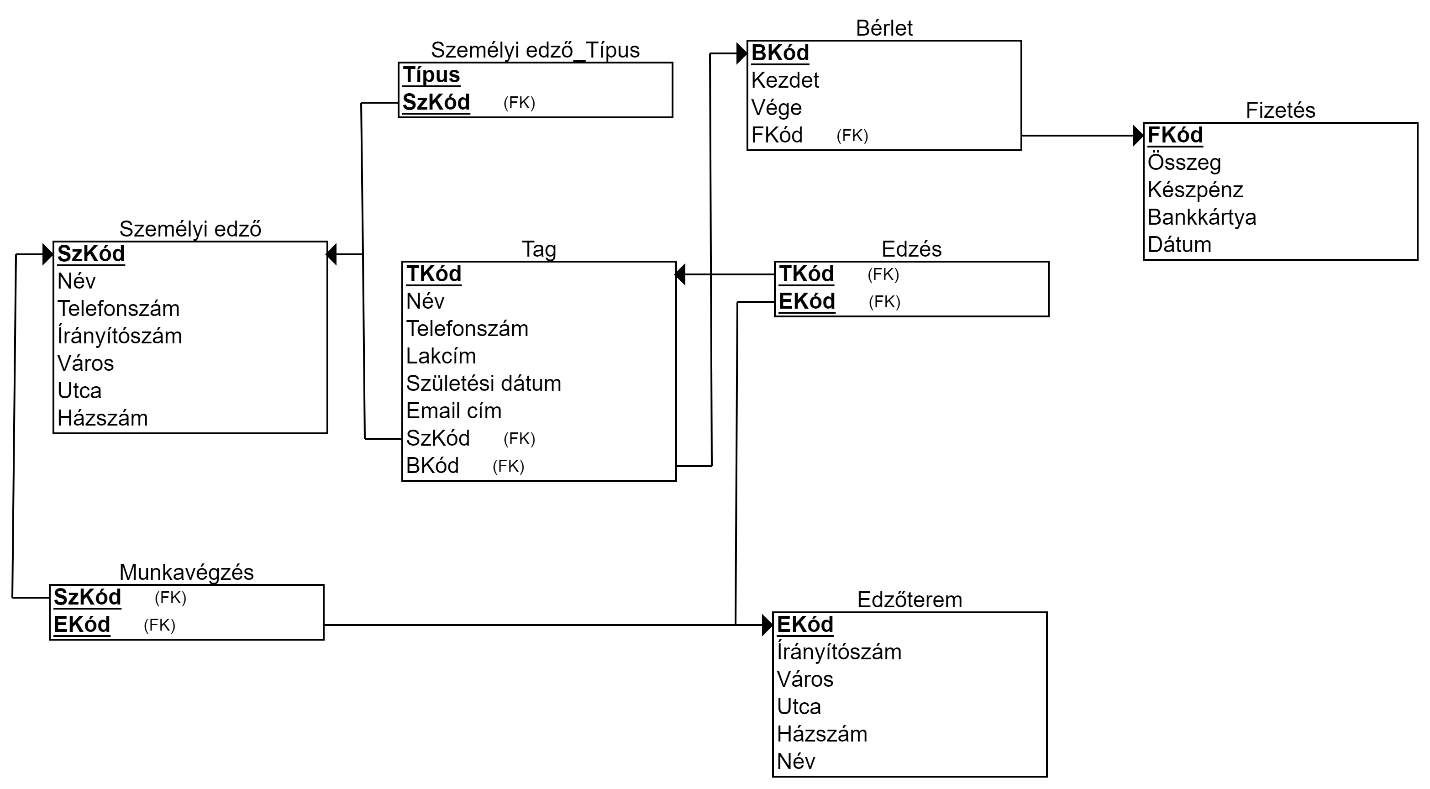 Személyi edző_Típus
Típus
SzKód (FK)
Bérlet
BKód
Kezdet
Vége
FKód (FK)
Fizetés
FKód
Összeg
Készpénz
Bankkártya
Dátum
Személyi edző
SzKód
Név
Telefonszám
Írányítószám
Város
Utca
Házszám
Tag
TKód
Név
Telefonszám
Lakcím
Születési dátum
Email cím
SzKód (FK)
BKód (FK)
Edzés
TKód (FK)
EKód (FK)
Munkavégzés
SzKód (FK)
EKód (FK)
Edzőterem
EKód
Írányítószám
Város
Utca
Házszám
Név